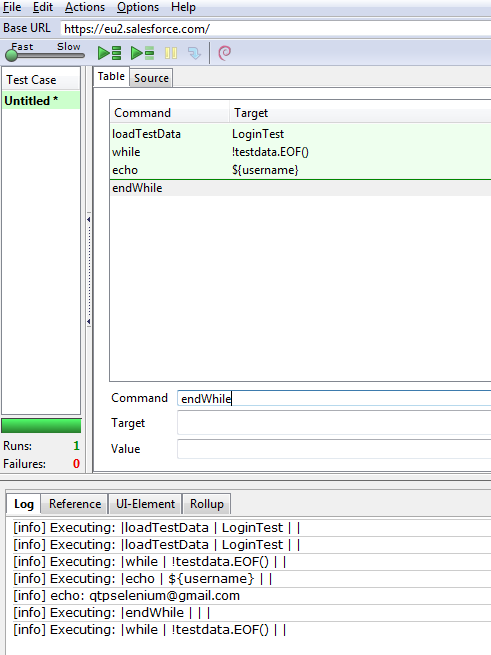 File Edit Actions Options Help
Base URL https://eu2.salesforce.com/
Fast Slow
Test Case
Untitled *
Table Source
Command Target
loadTestData LoginTest
while !testdata.EOF()
echo ${username}
endWhile
Command endWhile
Target
Value
Runs: 1
Failures: 0
Log Reference UI-Element Rollup
[info] Executing: |loadTestData | LoginTest | |
[info] Executing: |loadTestData | LoginTest | |
[info] Executing: |while | !testdata.EOF() | |
[info] Executing: |echo | ${username} | |
[info] echo: qtpselenium@gmail.com
[info] Executing: |endWhile | | |
[info] Executing: |while | !testdata.EOF() | |